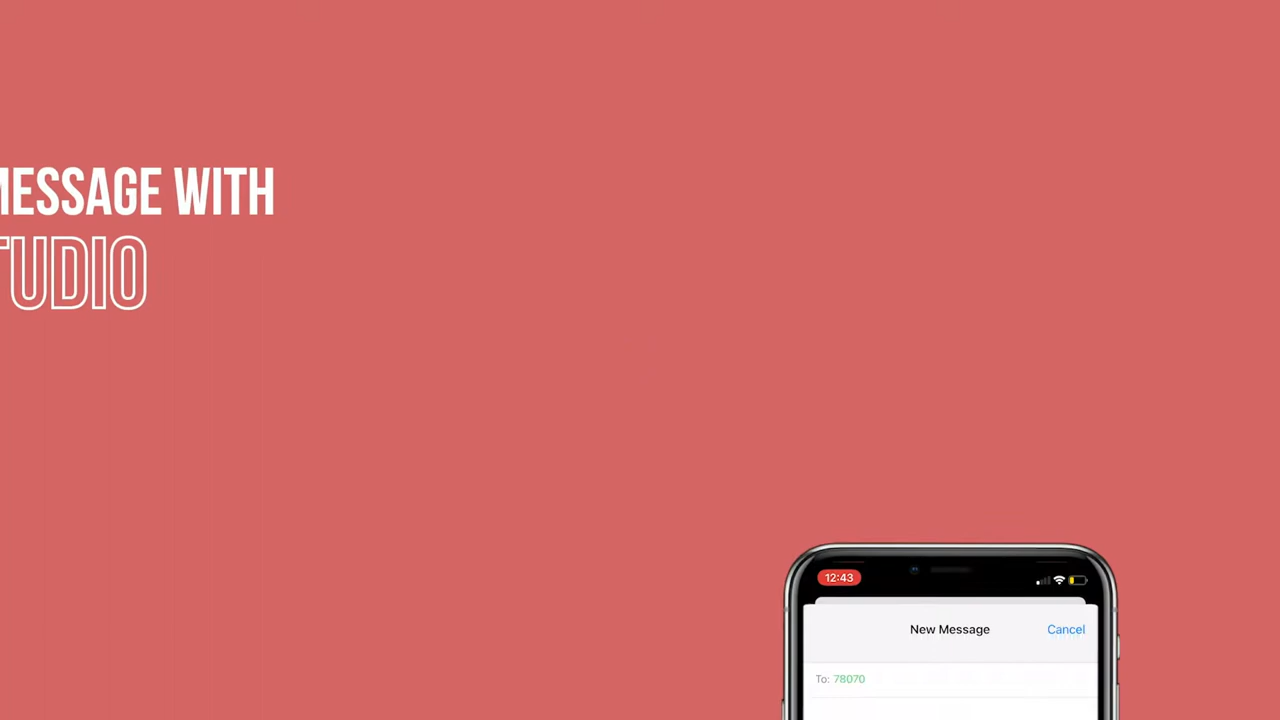 MESSAGE WITH
TUDIO
12:43
New Message
Cancel
To: 78070